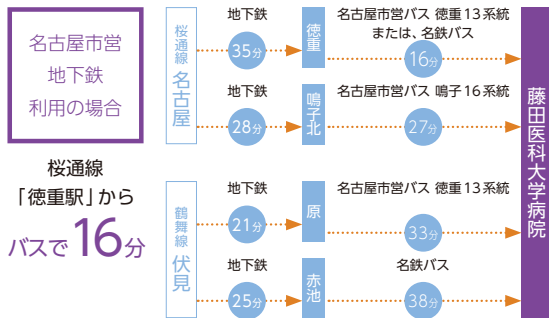 名古屋市営
地下鉄
利用の場合
桜通線
「徳重駅」から
バスで16分
桜通線 名古屋
地下鉄
35分
徳重
名古屋市営バス 徳重13系統
または、名鉄バス
16分
地下鉄
28分
鳴子北
名古屋市営バス 鳴子16系統
27分
鶴舞線 伏見
地下鉄
21分
原
名古屋市営バス 徳重13系統
33分
地下鉄
25分
赤池
名鉄バス
38分
藤田医科大学病院